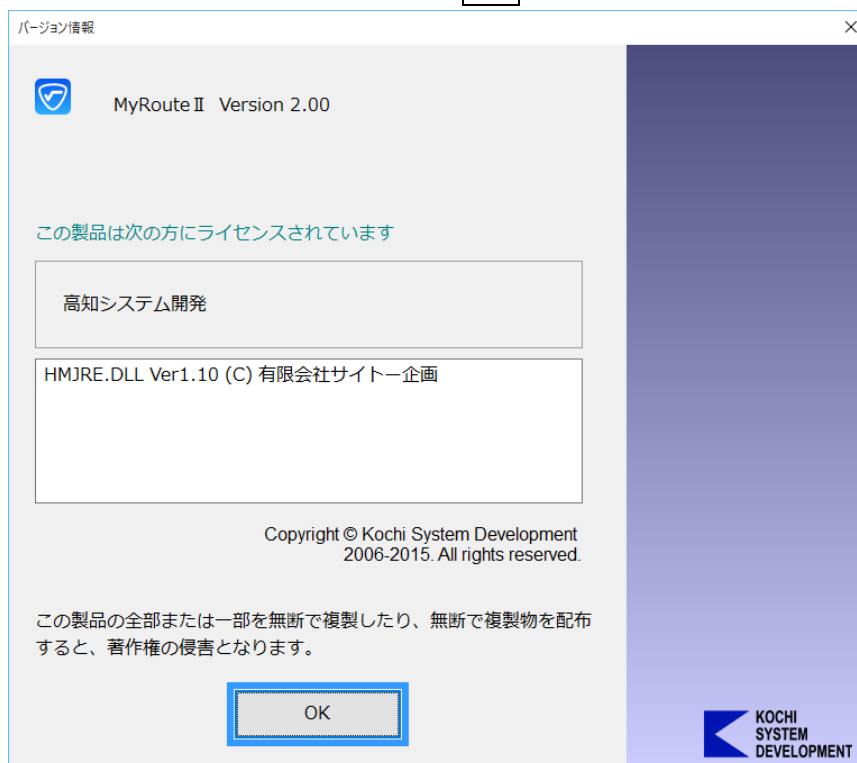 バージョン情報
MyRouteⅡ Version 2.00
この製品は次の方にライセンスされています
高知システム開発
HMJRE.DLL Ver1.10 (C) 有限会社サイトー企画
Copyright © Kochi System Development
2006-2015. All rights reserved.
この製品の全部または一部を無断で複製したり、無断で複製物を配布
すると、著作権の侵害となります。
OK
KOCHI
SYSTEM
DEVELOPMENT